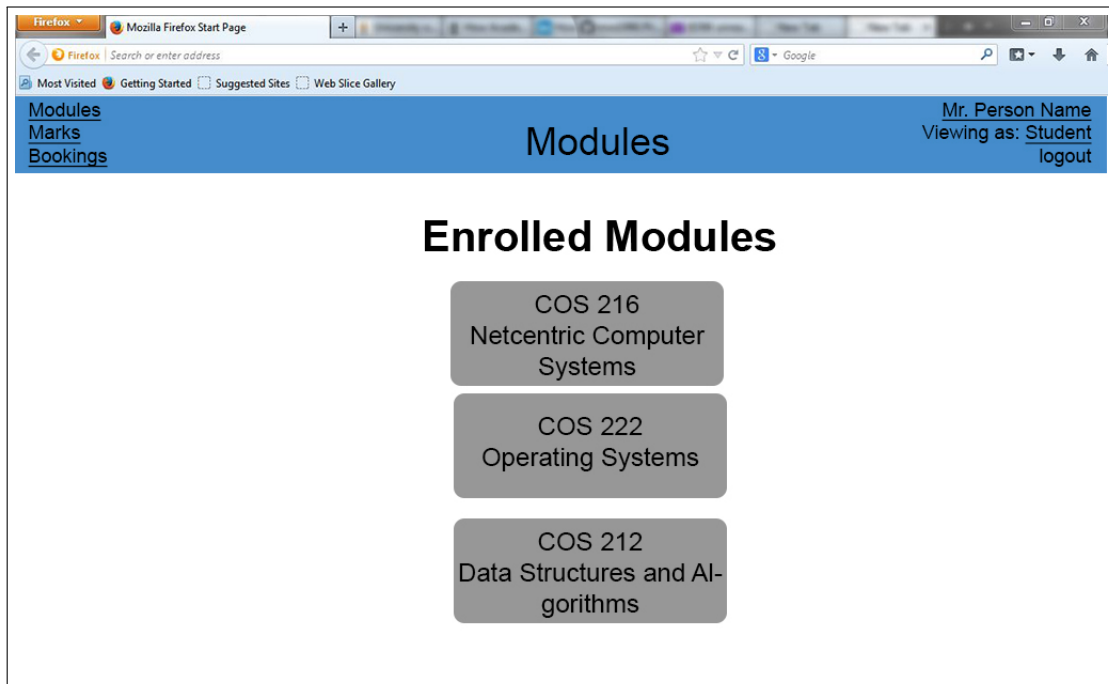 Firefox
Mozilla Firefox Start Page
Firefox Search or enter address
Google
Most Visited Getting Started Suggested Sites Web Slice Gallery
Modules
Marks
Bookings
Modules
Mr. Person Name
Viewing as: Student
logout
Enrolled Modules
COS 216
Netcentric Computer
Systems
COS 222
Operating Systems
COS 212
Data Structures and Al-
gorithms